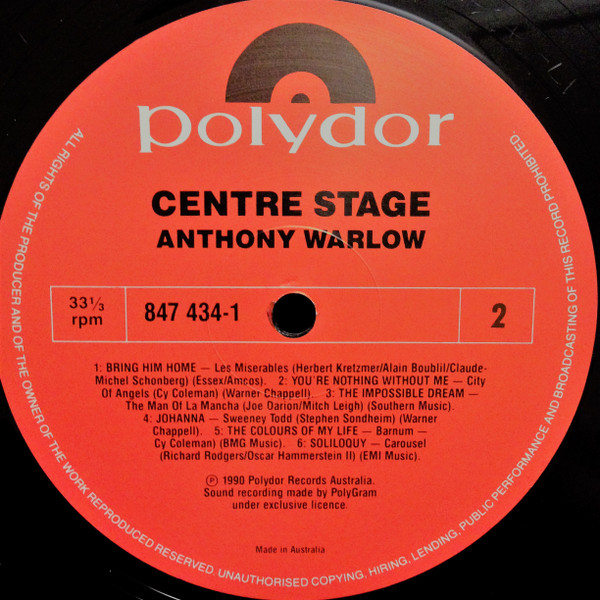 polydor
CENTRE STAGE
ANTHONY WARLOW
33⅓
rpm
847 434-1
2
1: BRING HIM HOME — Les Miserables (Herbert Kretzmer/Alain Boublil/Claude-
Michel Schonberg) (Essex/Amcos). 2: YOU'RE NOTHING WITHOUT ME — City
Of Angels (Cy Coleman) (Warner Chappell). 3: THE IMPOSSIBLE DREAM —
The Man Of La Mancha (Joe Darion/Mitch Leigh) (Southern Music).
4: JOHANNA — Sweeney Todd (Stephen Sondheim) (Warner
Chappell). 5: THE COLOURS OF MY LIFE — Barnum —
Cy Coleman) (BMG Music). 6: SOLILOQUY — Carousel
(Richard Rodgers/Oscar Hammerstein II) (EMI Music).
℗ 1990 Polydor Records Australia.
Sound recording made by PolyGram
under exclusive licence.
Made in Australia
ALL RIGHTS OF THE PRODUCER AND OF THE OWNER OF THE WORK REPRODUCED RESERVED. UNAUTHORISED COPYING, HIRING, LENDING, PUBLIC PERFORMANCE AND BROADCASTING OF THIS RECORD PROHIBITED.